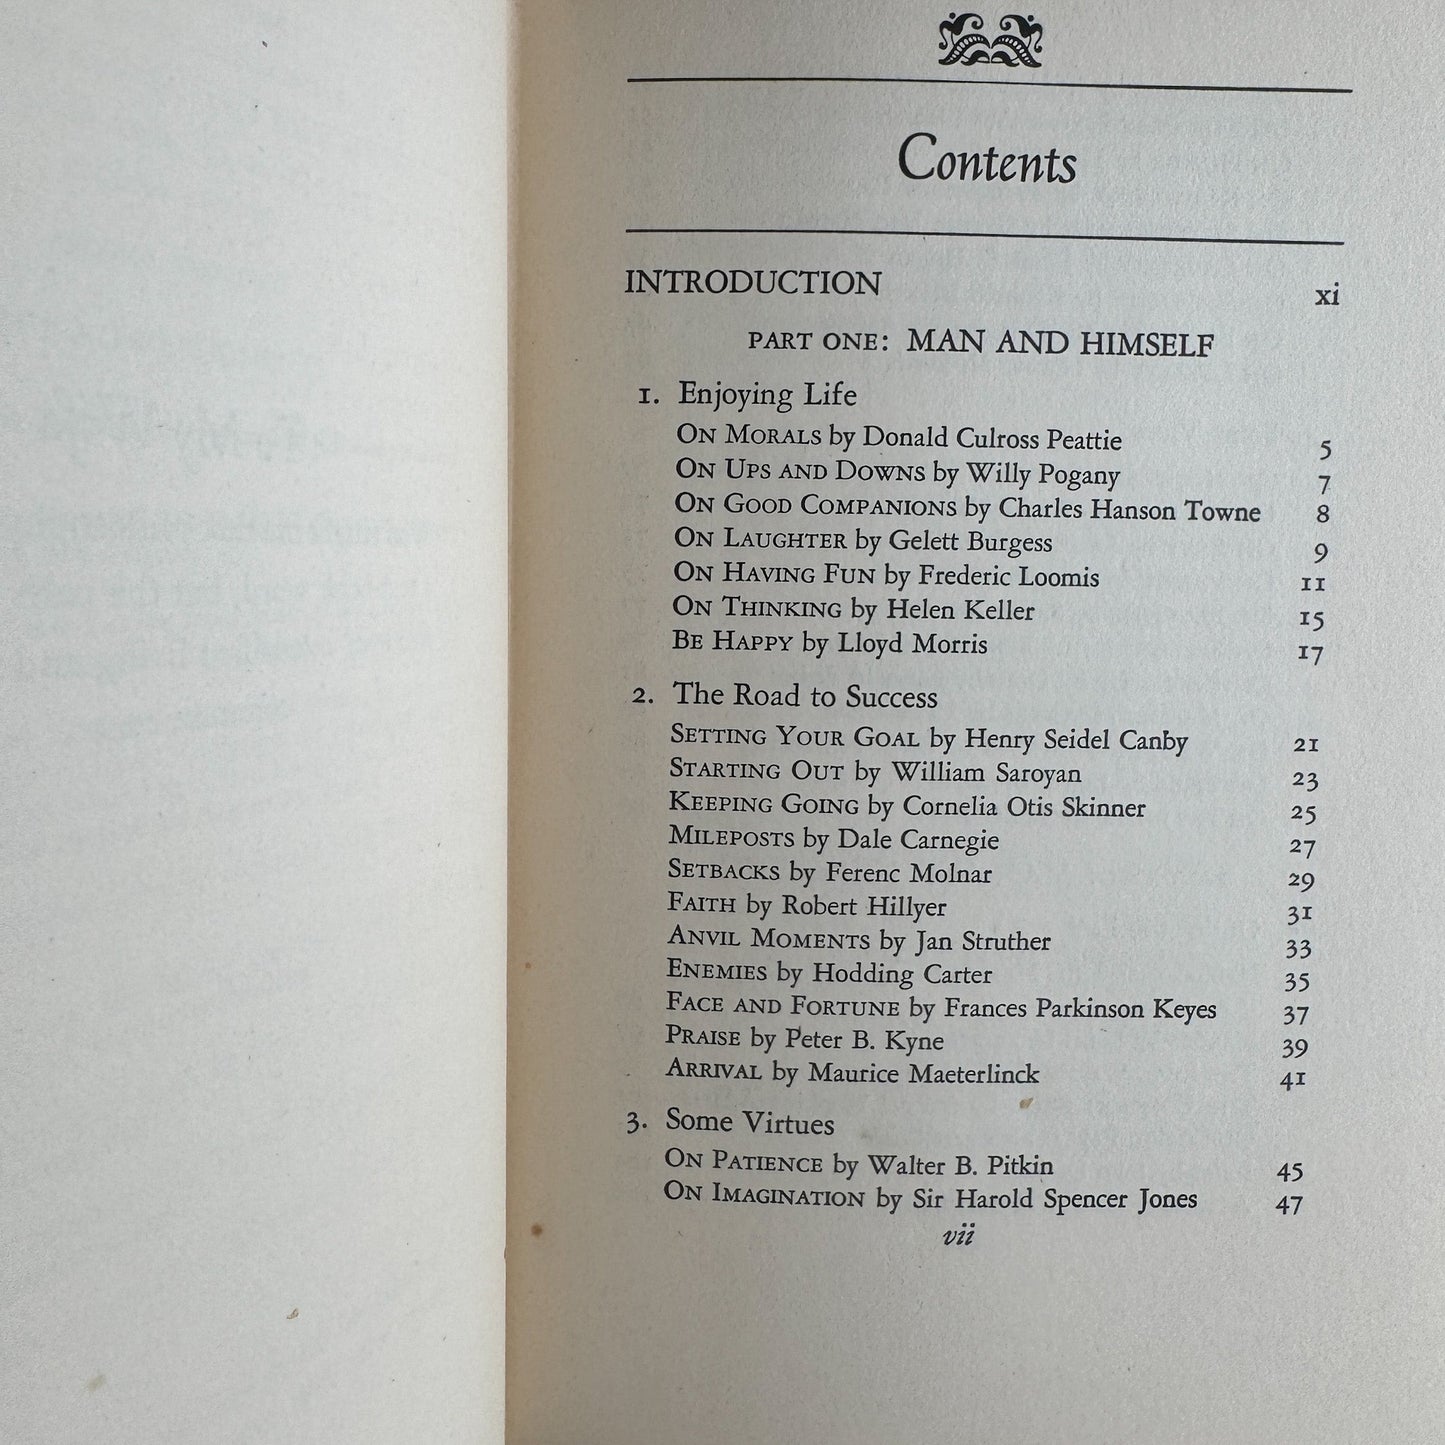 Contents
INTRODUCTION xi
PART ONE: MAN AND HIMSELF
1. Enjoying Life
ON MORALS by Donald Culross Peattie 5
ON UPS AND DOWNS by Willy Pogany 7
ON GOOD COMPANIONS by Charles Hanson Towne 8
ON LAUGHTER by Gelett Burgess 9
ON HAVING FUN by Frederic Loomis 11
ON THINKING by Helen Keller 15
BE HAPPY by Lloyd Morris 17
2. The Road to Success
SETTING YOUR GOAL by Henry Seidel Canby 21
STARTING OUT by William Saroyan 23
KEEPING GOING by Cornelia Otis Skinner 25
MILEPOSTS by Dale Carnegie 27
SETBACKS by Ferenc Molnar 29
FAITH by Robert Hillyer 31
ANVIL MOMENTS by Jan Struther 33
ENEMIES by Hodding Carter 35
FACE AND FORTUNE by Frances Parkinson Keyes 37
PRAISE by Peter B. Kyne 39
ARRIVAL by Maurice Maeterlinck 41
3. Some Virtues
ON PATIENCE by Walter B. Pitkin 45
ON IMAGINATION by Sir Harold Spencer Jones 47
vii